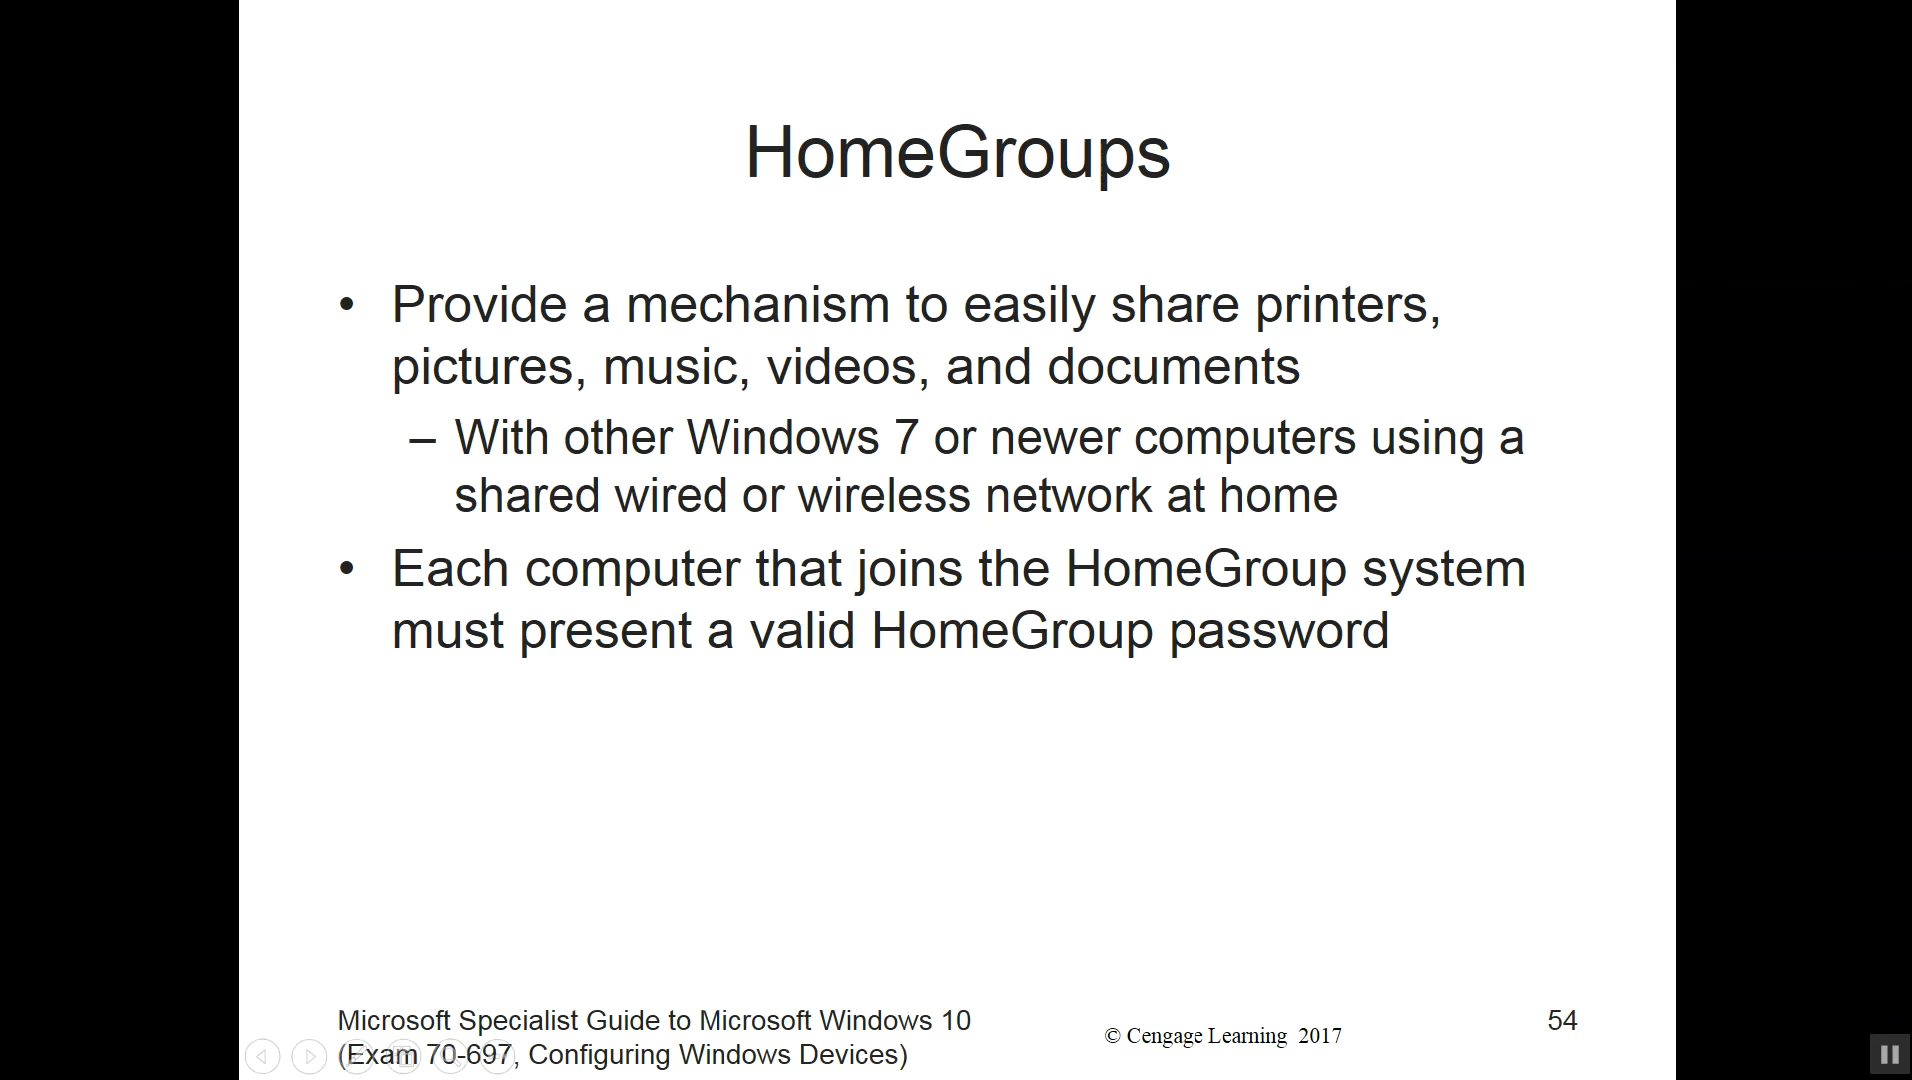 HomeGroups
• Provide a mechanism to easily share printers,
pictures, music, videos, and documents
– With other Windows 7 or newer computers using a
shared wired or wireless network at home
• Each computer that joins the HomeGroup system
must present a valid HomeGroup password
Microsoft Specialist Guide to Microsoft Windows 10
(Exam 70-697, Configuring Windows Devices)
© Cengage Learning 2017
54